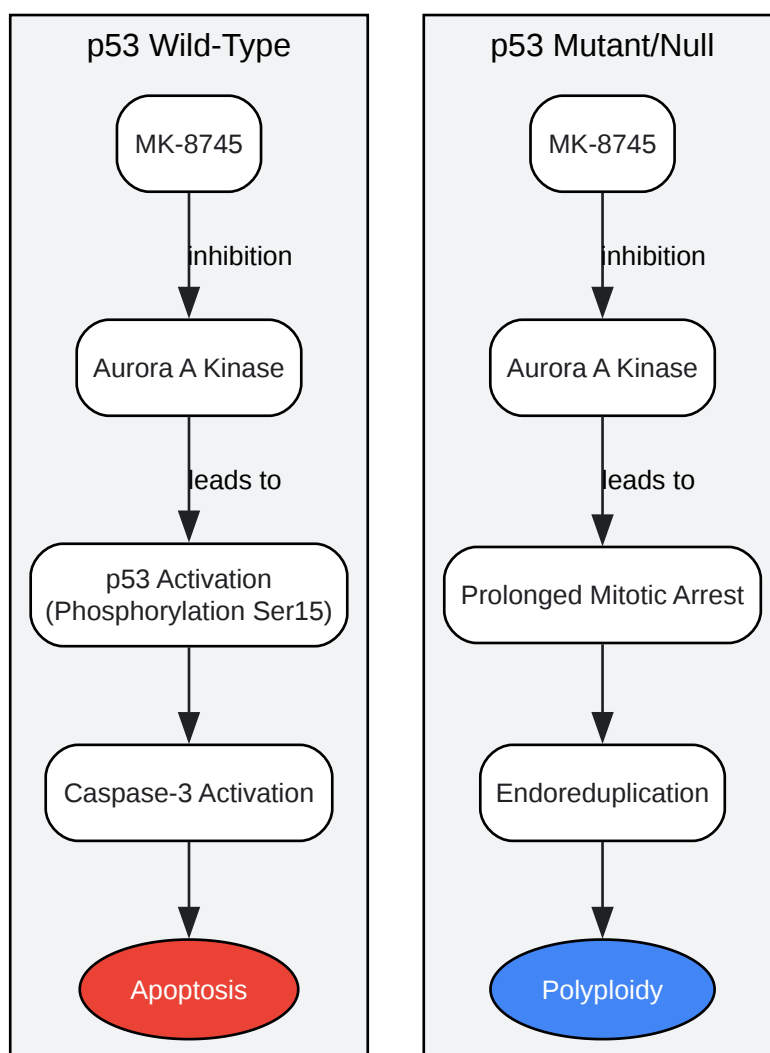 p53 Wild-Type
MK-8745
inhibition
Aurora A Kinase
leads to
p53 Activation
(Phosphorylation Ser15)
Caspase-3 Activation
Apoptosis
p53 Mutant/Null
MK-8745
inhibition
Aurora A Kinase
leads to
Prolonged Mitotic Arrest
Endoreduplication
Polyploidy